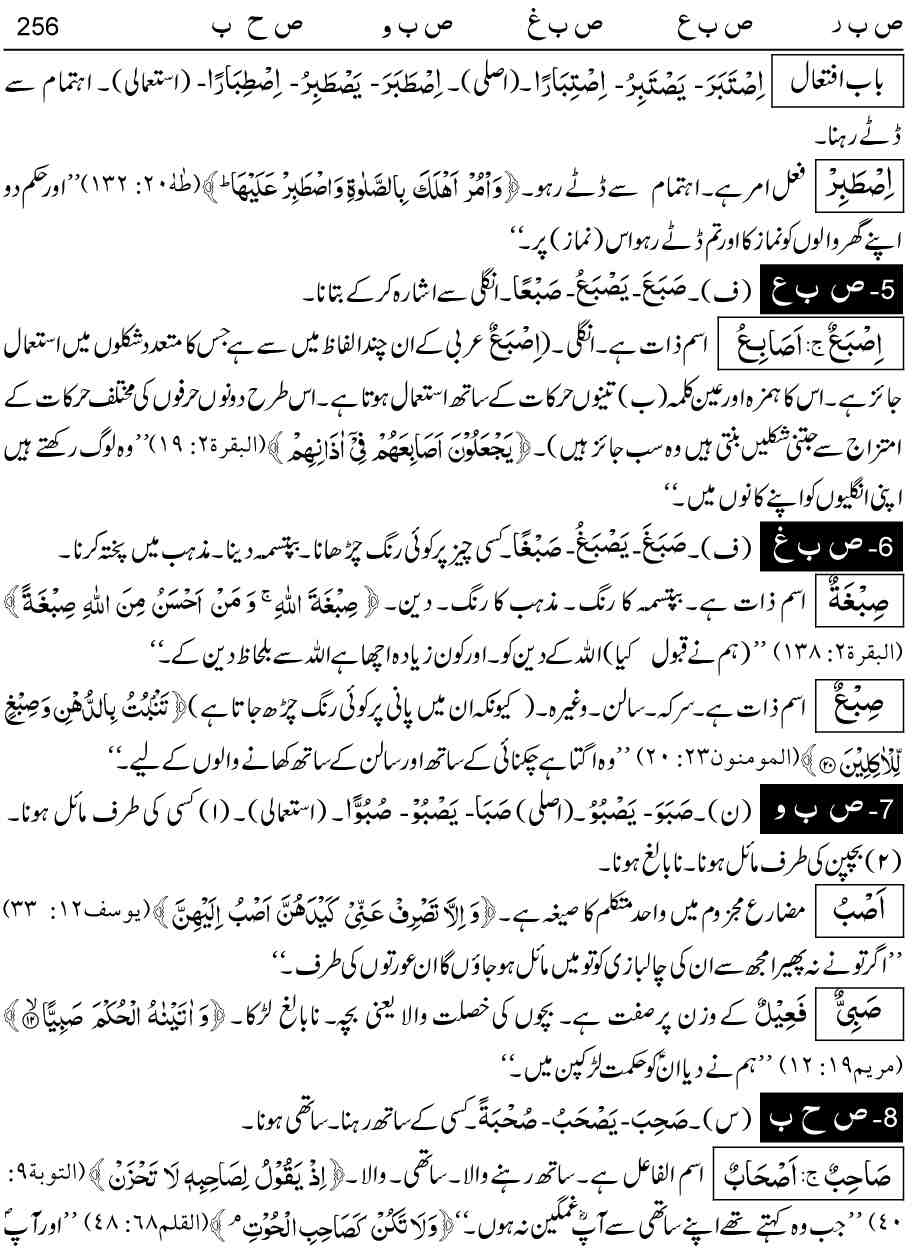 ص ب ر ص ب ع ص ب غ ص ب و ص ح ب 256
باب افتعال اِصْتَبَرَ۔ یَصْتَبِرُ۔ اِصْتِبَارًا۔(اصلی)۔ اِصْطَبَرَ۔ یَصْطَبِرُ۔ اِصْطِبَارًا۔ (استعمالی)۔ اہتمام سے
ڈٹے رہنا۔
اِصْطَبِرْ فعل امر ہے۔ اہتمام سے ڈٹے رہو۔ ﴿وَاْمُرْ اَهْلَكَ بِالصَّلٰوةِ وَاصْطَبِرْ عَلَيْهَا ؕ﴾(طٰہٰ۲۰: ۱۳۲)’’اور حکم دو
اپنے گھر والوں کو نماز کا اور تم ڈٹے رہو اس (نماز) پر۔‘‘
5- ص ب ع (ف)۔ صَبَعَ۔ یَصْبَعُ۔ صَبْعًا۔ انگلی سے اشارہ کر کے بتانا۔
اِصْبَعٌ ج: اَصَابِعُ اسم ذات ہے۔ انگلی۔ (اِصْبَعٌ عربی کے ان چند الفاظ میں سے ہے جس کا متعدد شکلوں میں استعمال
جائز ہے۔ اس کا ہمزہ اور عین کلمہ (ب) تینوں حرکات کے ساتھ استعمال ہوتا ہے۔ اس طرح دونوں حرفوں کی مختلف حرکات کے
امتزاج سے جتنی شکلیں بنتی ہیں وہ سب جائز ہیں)۔ ﴿يَجْعَلُوْنَ اَصَابِعَهُمْ فِيْٓ اٰذَانِهِمْ ﴾(البقرۃ۲: ۱۹)’’وہ لوگ رکھتے ہیں
اپنی انگلیوں کو اپنے کانوں میں۔‘‘
6- ص ب غ (ف)۔ صَبَغَ۔ یَصْبَغُ۔ صَبْغًا۔ کسی چیز پر کوئی رنگ چڑھانا۔ بپتسمہ دینا۔ مذہب میں پختہ کرنا۔
صِبْغَةٌ اسم ذات ہے۔ بپتسمہ کا رنگ۔ مذہب کا رنگ۔ دین۔ ﴿ صِبْغَةَ اللّٰهِ ۚ وَ مَنْ اَحْسَنُ مِنَ اللّٰهِ صِبْغَةً﴾
(البقرۃ۲: ۱۳۸) ’’(ہم نے قبول کیا) اللہ کے دین کو۔ اور کون زیادہ اچھا ہے اللہ سے بلحاظ دین کے۔‘‘
صِبْغٌ اسم ذات ہے۔ سرکہ۔ سالن۔ وغیرہ۔ ( کیونکہ ان میں پانی پر کوئی رنگ چڑھ جاتا ہے)﴿ تَنْۢبُتُ بِالدُّهْنِ وَصِبْغٍ
لِّلْاٰكِلِيْنَ ۝۲۰﴾(المومنون۲۳: ۲۰) ’’وہ اگتا ہے چکنائی کے ساتھ اور سالن کے ساتھ کھانے والوں کے لیے۔‘‘
7- ص ب و (ن)۔ صَبَوَ۔ یَصْبُوُ۔ (اصلی) صَبَا۔ یَصْبُوْ۔ صُبُوًّا۔ (استعمالی)۔ (۱) کسی کی طرف مائل ہونا۔
(۲) بچپن کی طرف مائل ہونا۔ نابالغ ہونا۔
اَصْبُ مضارع مجزوم میں واحد متکلم کا صیغہ ہے۔ ﴿وَ اِلَّا تَصْرِفْ عَنِّيْ كَيْدَهُنَّ اَصْبُ اِلَيْهِنَّ ﴾(یوسف۱۲: ۳۳)
’’اگر تو نے نہ پھیرا مجھ سے ان کی چالبازی کو تو میں مائل ہو جاؤں گا ان عورتوں کی طرف۔‘‘
صَبِیٌّ فَعِیْلٌ کے وزن پر صفت ہے۔ بچوں کی خصلت والا یعنی بچہ۔ نابالغ لڑکا۔ ﴿وَ اٰتَيْنٰهُ الْحُكْمَ صَبِيًّا ۝۱۲ۙ﴾
(مریم۱۹: ۱۲) ’’ہم نے دیا انؑ کو حکمت لڑکپن میں۔‘‘
8- ص ح ب (س)۔ صَحِبَ۔ یَصْحَبُ۔ صُحْبَةً۔ کسی کے ساتھ رہنا۔ ساتھی ہونا۔
صَاحِبٌ ج: اَصْحَابٌ اسم الفاعل ہے۔ ساتھ رہنے والا۔ ساتھی۔ والا۔ ﴿اِذْ يَقُوْلُ لِصَاحِبِهٖ لَا تَحْزَنْ ﴾(التوبۃ۹:
۴۰) ’’جب وہ کہتے تھے اپنے ساتھی سے آپؓ غمگین نہ ہوں۔‘‘﴿وَلَا تَكُنْ كَصَاحِبِ الْحُوْتِ ۘ ﴾(القلم۶۸: ۴۸) ’’اور آپؐ